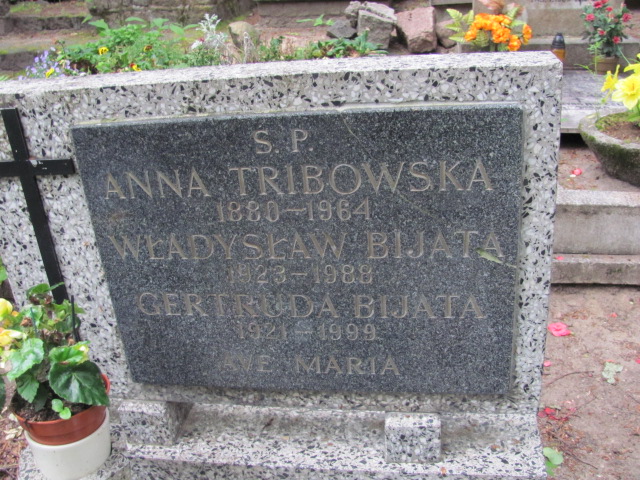 S. P.
ANNA TRIBOWSKA
1880-1964
WŁADYSŁAW BIJATA
1923-1988
GERTRUDA BIJATA
1921-1999
AVE MARIA